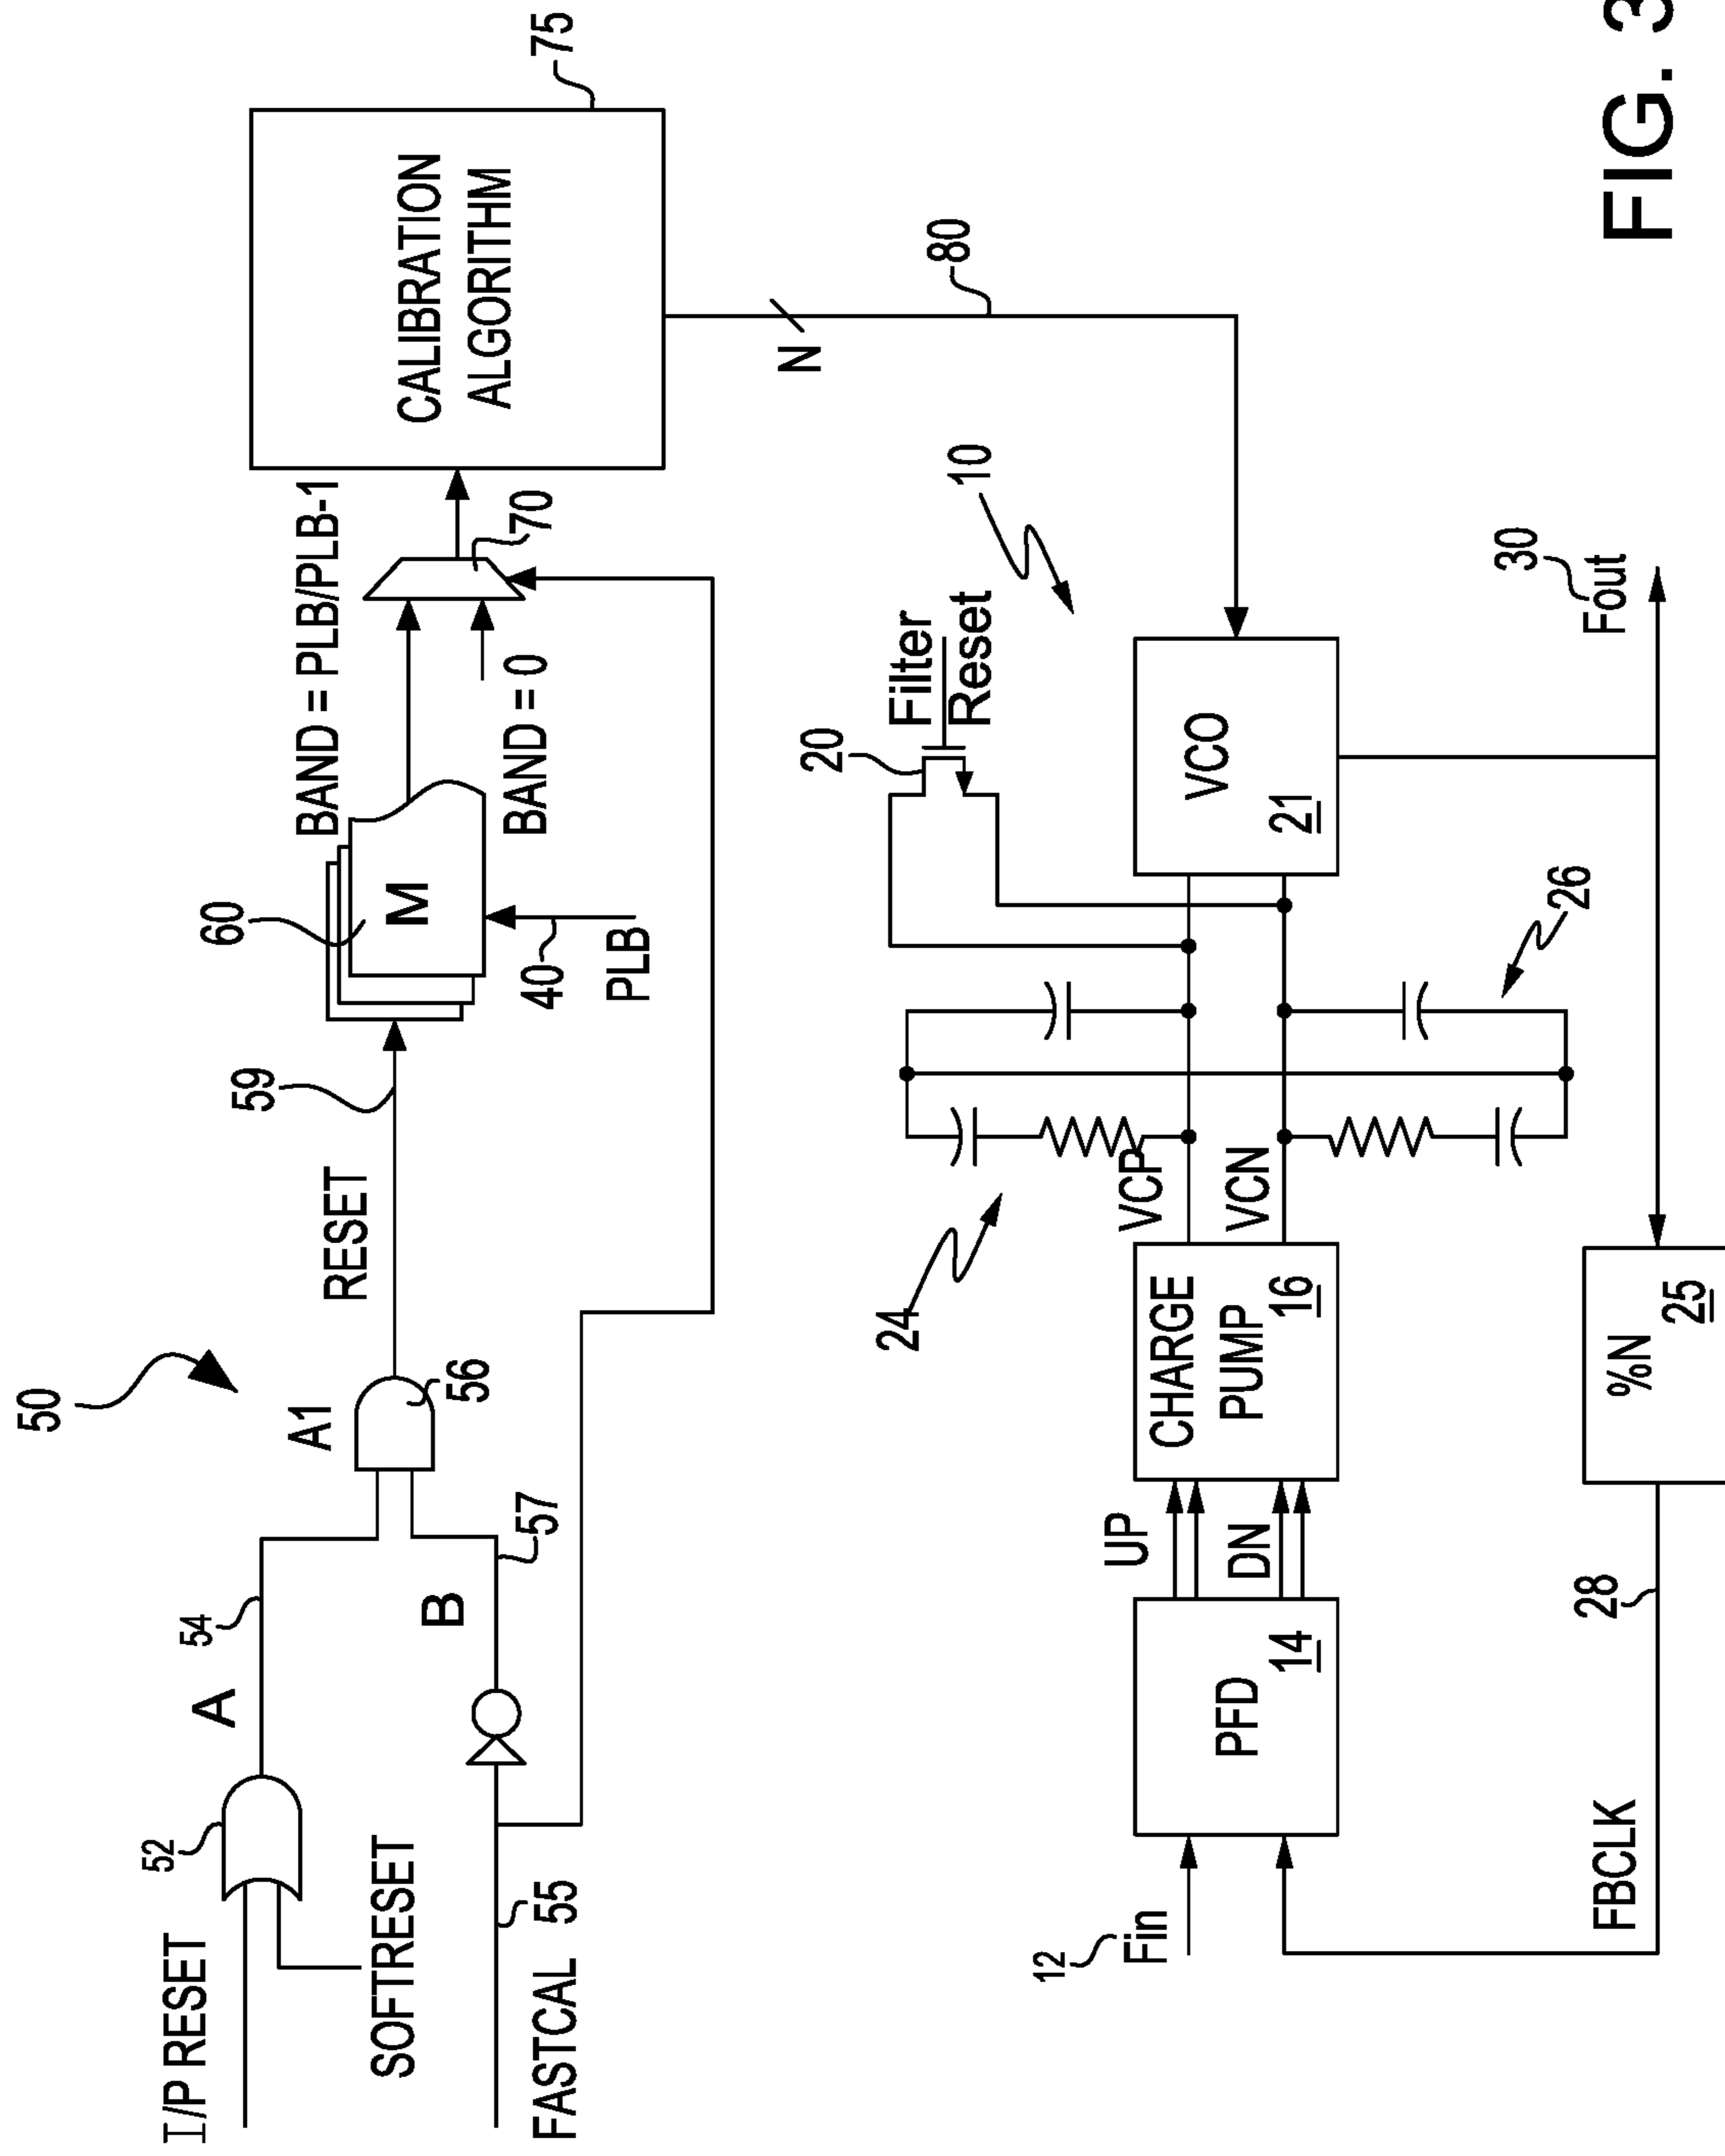 50
I/P RESET
52
SOFTRESET
A
54
FASTCAL 55
B
57
A1
56
RESET
59
60
M
40
PLB
BAND = PLB/PLB-1
BAND = 0
70
CALIBRATION
ALGORITHM
75
N
80
10
12
Fin
PFD
14
UP
DN
CHARGE
PUMP 16
VCP
VCN
24
26
20
Filter
Reset
VCO
21
30
Fout
%N
25
28
FBCLK
FIG. 3